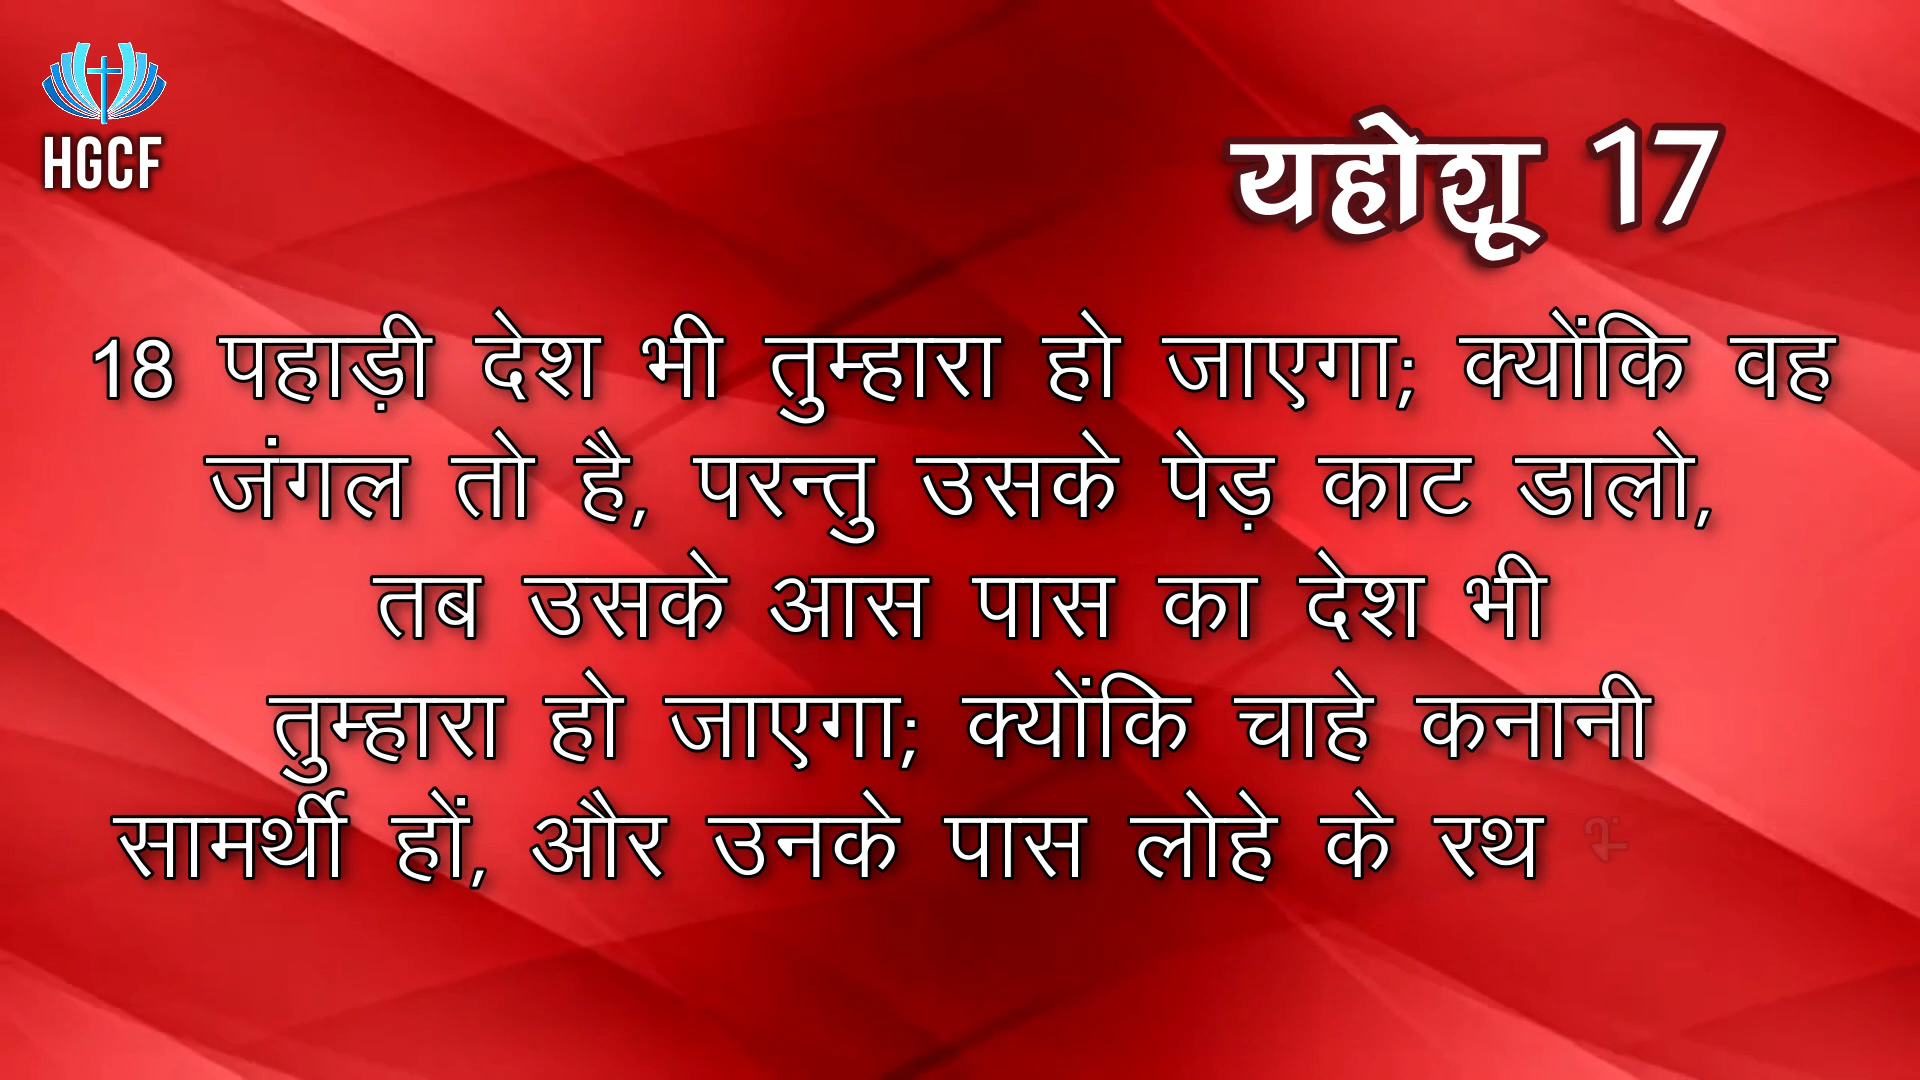 HGCF
यहोशू 17
18 पहाड़ी देश भी तुम्हारा हो जाएगा; क्योंकि वह
जंगल तो है, परन्तु उसके पेड़ काट डालो,
तब उसके आस पास का देश भी
तुम्हारा हो जाएगा; क्योंकि चाहे कनानी
सामर्थी हों, और उनके पास लोहे के रथ